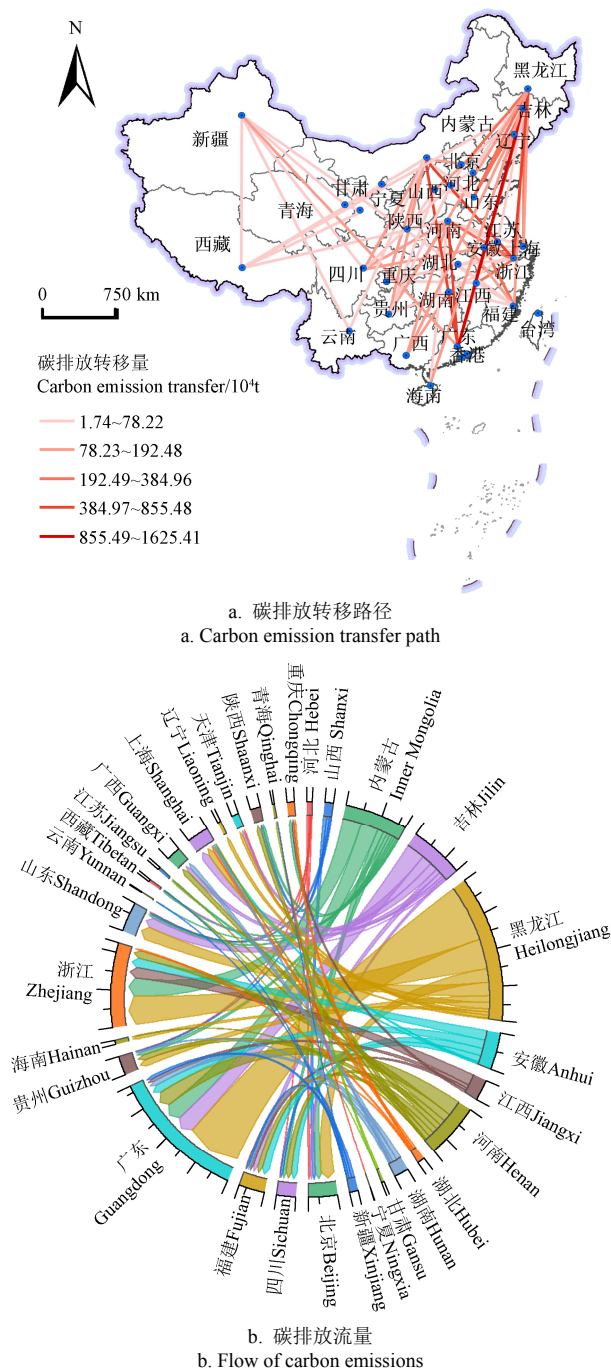 N
黑龙江
吉林
新疆
内蒙古
辽宁
北京
甘肃
宁夏
山西
河北
山东
青海
陕西
河南
江苏
西藏
安徽
上海
四川
重庆
湖北
浙江
0
750 km
湖南
江西
贵州
福建
云南
广西
广东
台湾
香港
海南
碳排放转移量
Carbon emission transfer/10⁴t
1.74~78.22
78.23~192.48
192.49~384.96
384.97~855.48
855.49~1625.41
a. 碳排放转移路径
a. Carbon emission transfer path
重庆Chongqing
河北 Hebei
山西 Shanxi
内蒙古
Inner Mongolia
吉林Jilin
黑龙江
Heilongjiang
安徽Anhui
江西Jiangxi
河南Henan
湖北Hubei
湖南Hunan
甘肃Gansu
宁夏Ningxia
新疆Xinjiang
北京Beijing
四川Sichuan
福建Fujian
广东
Guangdong
贵州Guizhou
海南Hainan
浙江
Zhejiang
山东Shandong
云南Yunnan
西藏Tibetan
江苏Jiangsu
广西Guangxi
上海Shanghai
辽宁Liaoning
天津Tianjin
陕西Shaanxi
青海Qinghai
b. 碳排放流量
b. Flow of carbon emissions